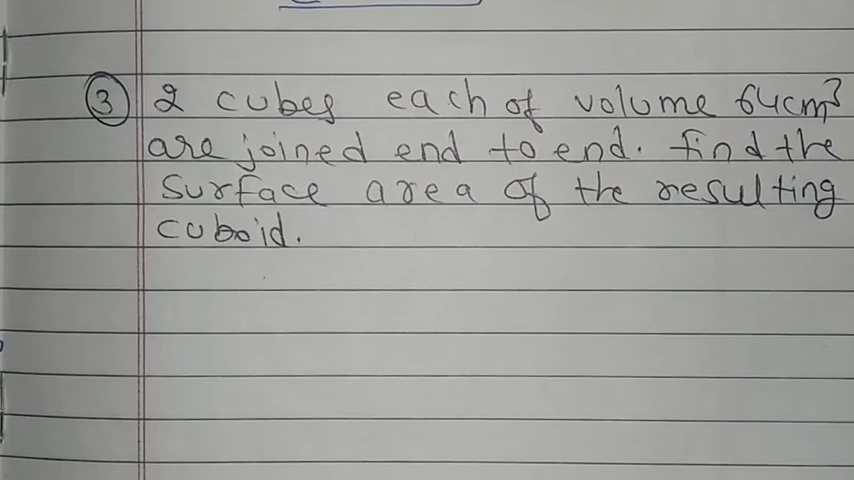 ③ 2 cubes each of volume 64cm³
are joined end to end. find the
surface area of the resulting
cuboid.